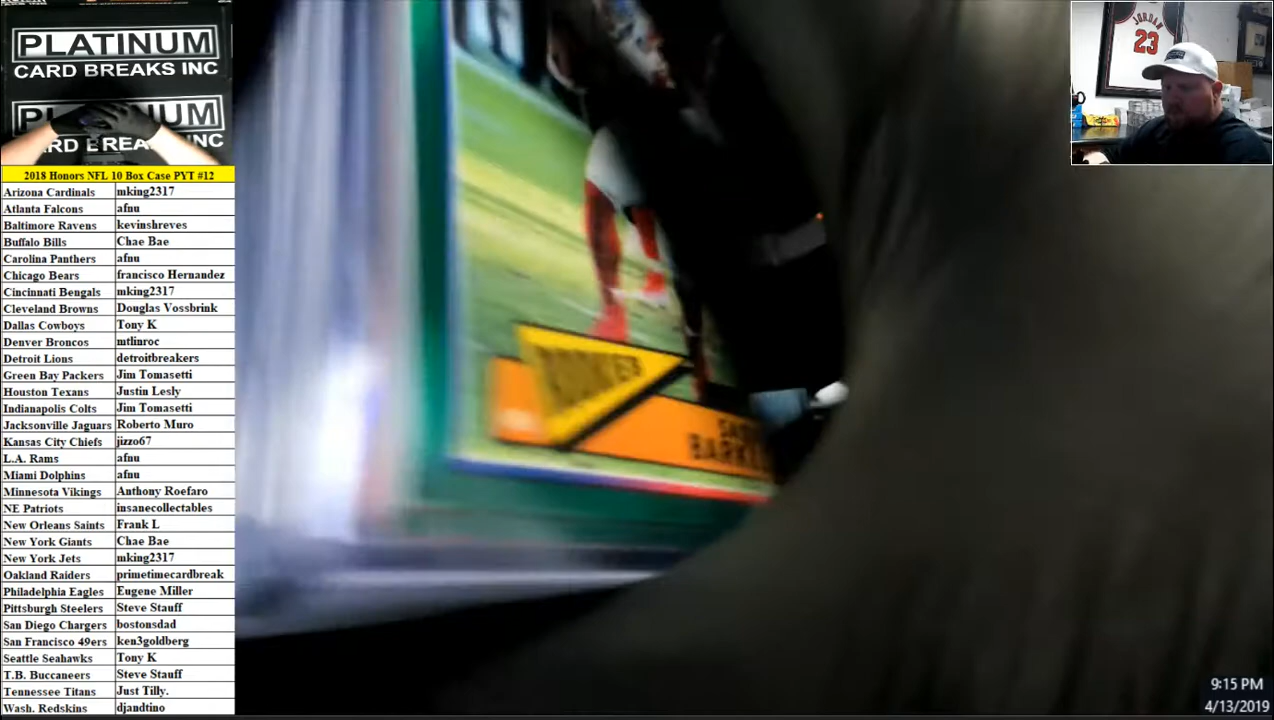 PLATINUM
CARD BREAKS INC
2018 Honors NFL 10 Box Case PYT #12
Arizona Cardinals mking2317
Atlanta Falcons afnu
Baltimore Ravens kevinshreves
Buffalo Bills Chae Bae
Carolina Panthers afnu
Chicago Bears francisco Hernandez
Cincinnati Bengals mking2317
Cleveland Browns Douglas Vossbrink
Dallas Cowboys Tony K
Denver Broncos mtlinroc
Detroit Lions detroitbreakers
Green Bay Packers Jim Tomasetti
Houston Texans Justin Lesly
Indianapolis Colts Jim Tomasetti
Jacksonville Jaguars Roberto Muro
Kansas City Chiefs jizzo67
L.A. Rams afnu
Miami Dolphins afnu
Minnesota Vikings Anthony Roefaro
NE Patriots insanecollectables
New Orleans Saints Frank L
New York Giants Chae Bae
New York Jets mking2317
Oakland Raiders primetimecardbreak
Philadelphia Eagles Eugene Miller
Pittsburgh Steelers Steve Stauff
San Diego Chargers bostonsdad
San Francisco 49ers ken3goldberg
Seattle Seahawks Tony K
T.B. Buccaneers Steve Stauff
Tennessee Titans Just Tilly.
Wash. Redskins djandtino
JORDAN
23
9:15 PM
4/13/2019